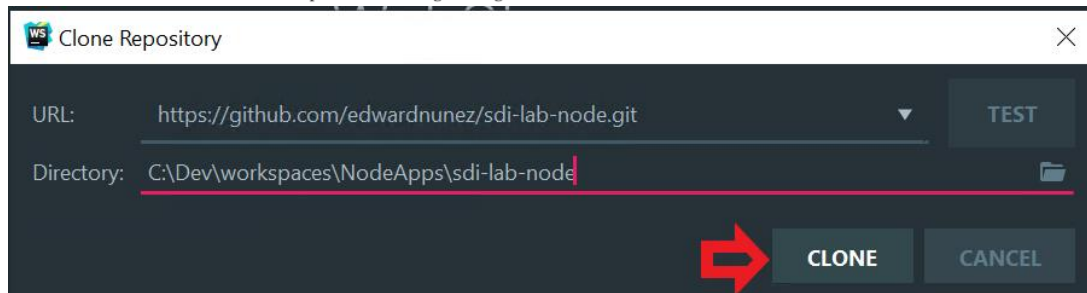 WS Clone Repository
URL: https://github.com/edwardnunez/sdi-lab-node.git TEST
Directory: C:\Dev\workspaces\NodeApps\sdi-lab-node
CLONE CANCEL